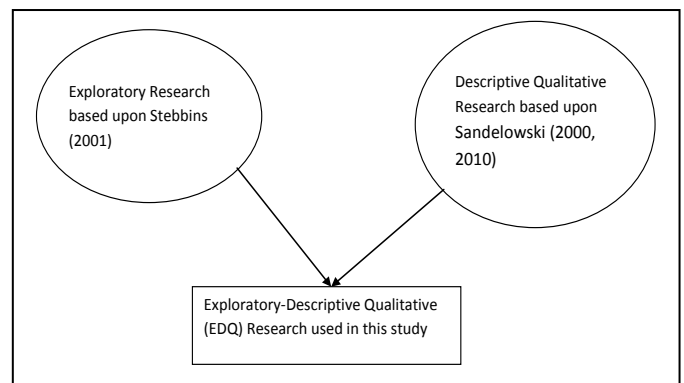 Exploratory Research
based upon Stebbins
(2001)
Descriptive Qualitative
Research based upon
Sandelowski (2000,
2010)
Exploratory-Descriptive Qualitative
(EDQ) Research used in this study